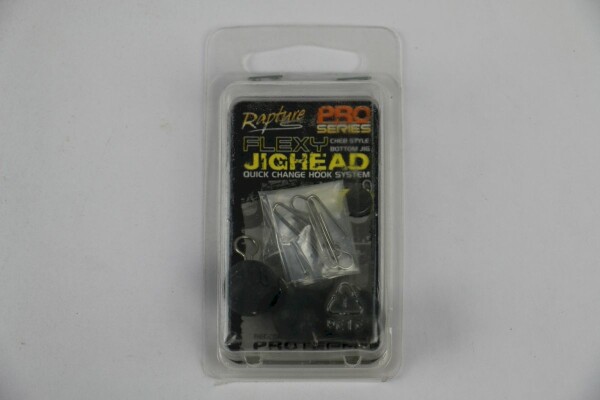 Rapture PRO
SERIES
FLEXY CHEB STYLE
BOTTOM JIG
JIGHEAD
QUICK CHANGE HOOK SYSTEM